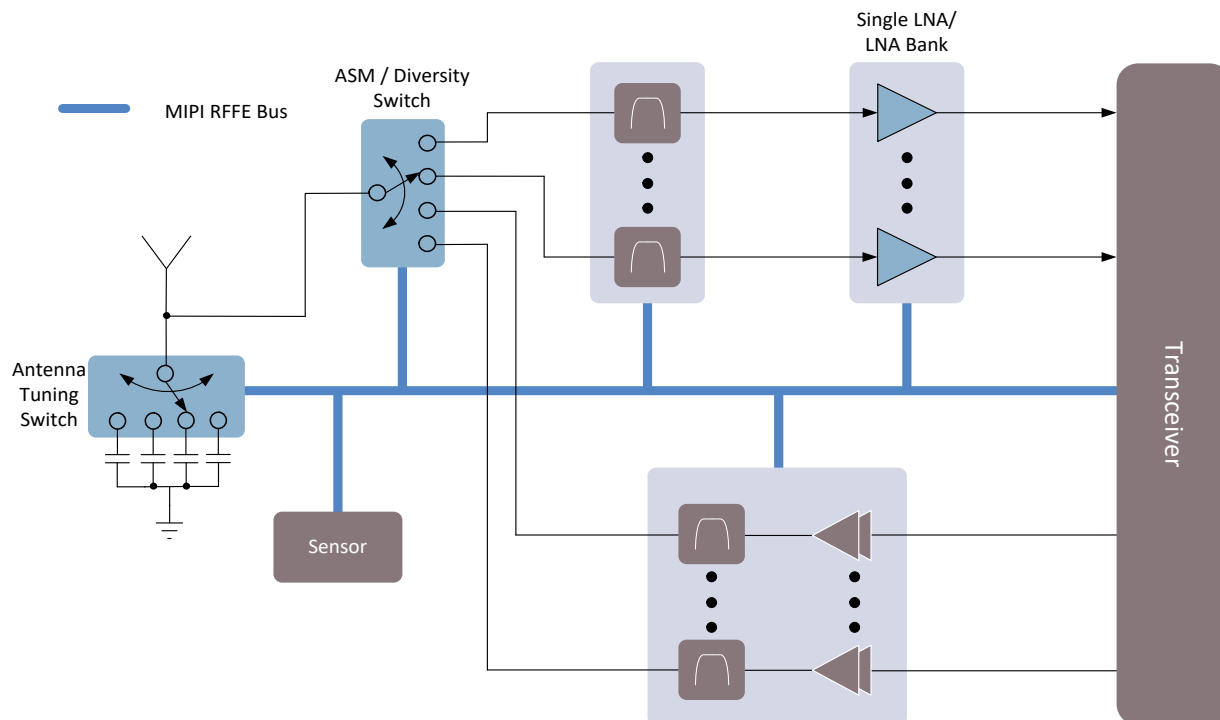 Single LNA/
LNA Bank
ASM / Diversity
Switch
MIPI RFFE Bus
Antenna
Tuning
Switch
Sensor
Transceiver